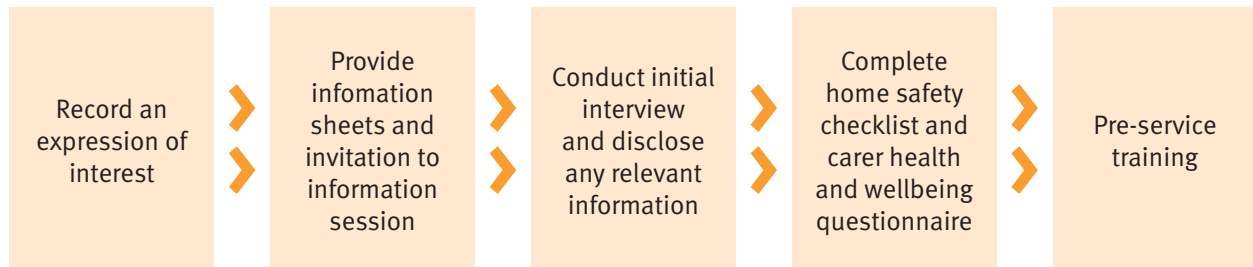 Record an
expression of
interest
Provide
infomation
sheets and
invitation to
information
session
Conduct initial
interview
and disclose
any relevant
information
Complete
home safety
checklist and
carer health
and wellbeing
questionnaire
Pre-service
training